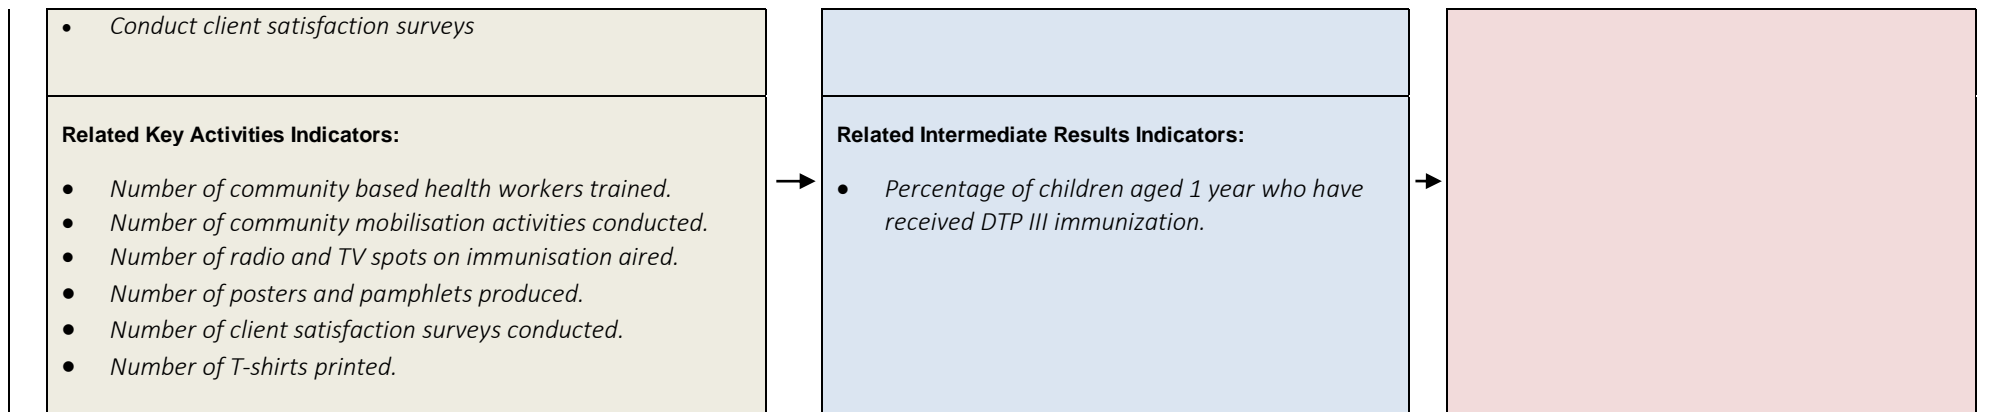 • Conduct client satisfaction surveys
Related Key Activities Indicators:
• Number of community based health workers trained.
• Number of community mobilisation activities conducted.
• Number of radio and TV spots on immunisation aired.
• Number of posters and pamphlets produced.
• Number of client satisfaction surveys conducted.
• Number of T-shirts printed.
Related Intermediate Results Indicators:
• Percentage of children aged 1 year who have
received DTP III immunization.